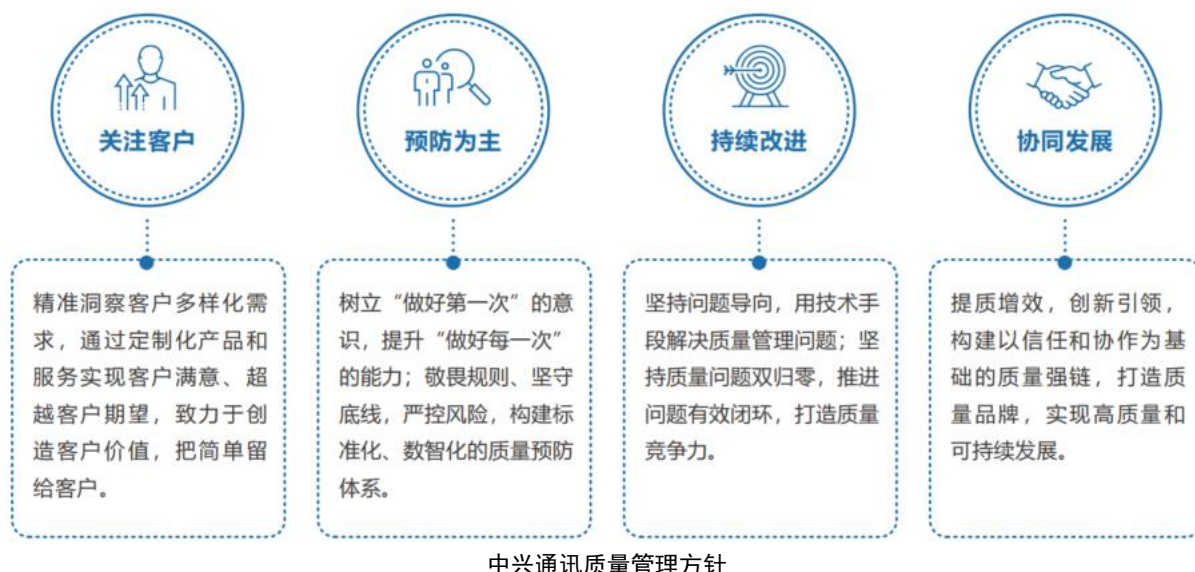 关注客户
预防为主
持续改进
协同发展
精准洞察客户多样化需
求，通过定制化产品和
服务实现客户满意、超
越客户期望，致力于创
造客户价值，把简单留
给客户。
树立“做好第一次”的意
识，提升“做好每一次”
的能力；敬畏规则、坚守
底线，严控风险，构建标
准化、数智化的质量预防
体系。
坚持问题导向，用技术手
段解决质量管理问题；坚
持质量问题双归零，推进
问题有效闭环，打造质量
竞争力。
提质增效，创新引领，
构建以信任和协作为基
础的质量强链，打造质
量品牌，实现高质量和
可持续发展。
中兴通讯质量管理方针